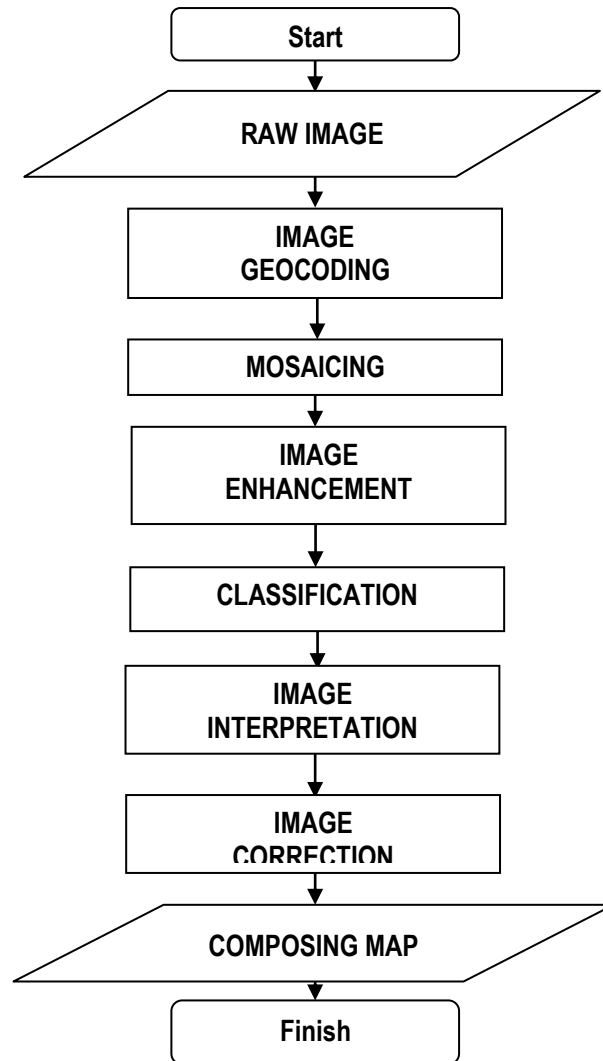 Start
RAW IMAGE
IMAGE
GEOCODING
MOSAICING
IMAGE
ENHANCEMENT
CLASSIFICATION
IMAGE
INTERPRETATION
IMAGE
CORRECTION
COMPOSING MAP
Finish